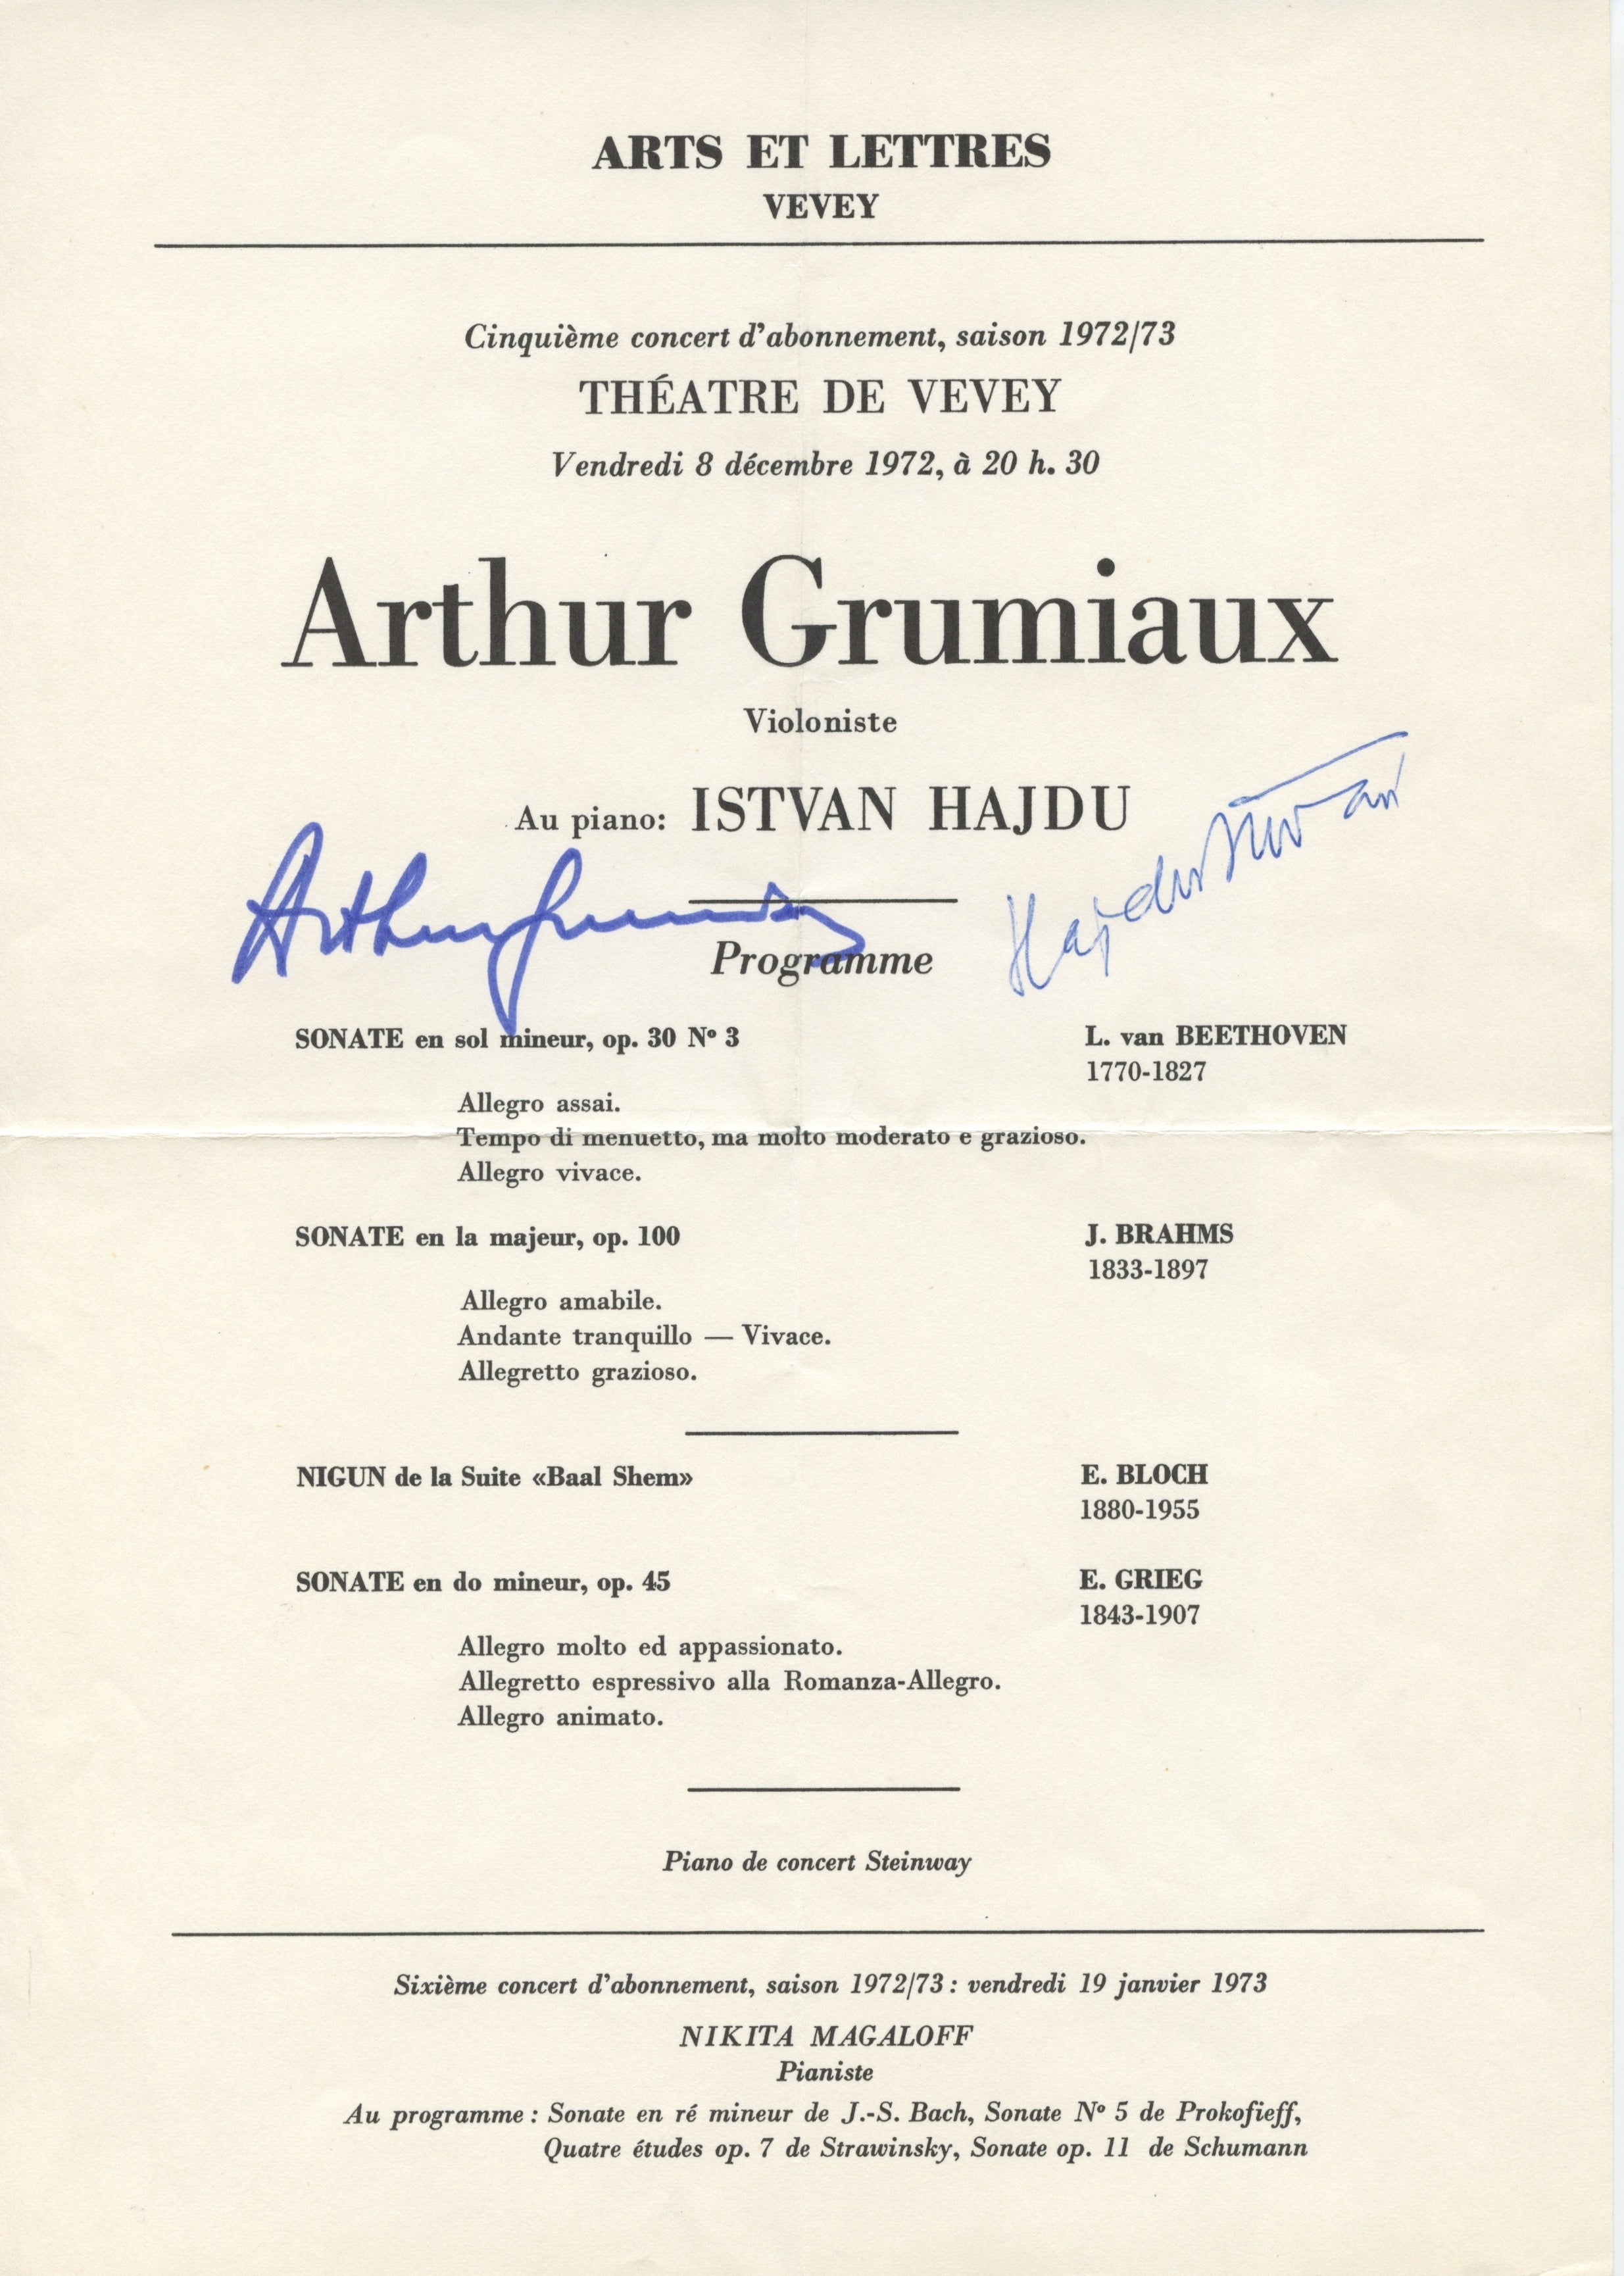 ARTS ET LETTRES
VEVEY
Cinquième concert d'abonnement, saison 1972/73
THÉATRE DE VEVEY
Vendredi 8 décembre 1972, à 20 h. 30
Arthur Grumiaux
Violoniste
Au piano: ISTVAN HAJDU
Arthur Grumiaux
Hajdu István
Programme
SONATE en sol mineur, op. 30 Nº 3 L. van BEETHOVEN
1770-1827
Allegro assai.
Tempo di menuetto, ma molto moderato e grazioso.
Allegro vivace.
SONATE en la majeur, op. 100 J. BRAHMS
1833-1897
Allegro amabile.
Andante tranquillo — Vivace.
Allegretto grazioso.
NIGUN de la Suite «Baal Shem» E. BLOCH
1880-1955
SONATE en do mineur, op. 45 E. GRIEG
1843-1907
Allegro molto ed appassionato.
Allegretto espressivo alla Romanza-Allegro.
Allegro animato.
Piano de concert Steinway
Sixième concert d'abonnement, saison 1972/73 : vendredi 19 janvier 1973
NIKITA MAGALOFF
Pianiste
Au programme : Sonate en ré mineur de J.-S. Bach, Sonate Nº 5 de Prokofieff,
Quatre études op. 7 de Strawinsky, Sonate op. 11 de Schumann